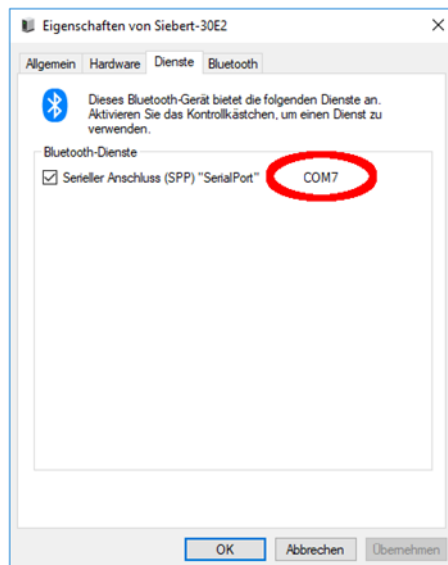 Eigenschaften von Siebert-30E2
Allgemein Hardware Dienste Bluetooth
Dieses Bluetooth-Gerät bietet die folgenden Dienste an.
Aktivieren Sie das Kontrollkästchen, um einen Dienst zu
verwenden.
Bluetooth-Dienste
Serieller Anschluss (SPP) "SerialPort" COM7
OK Abbrechen Übernehmen